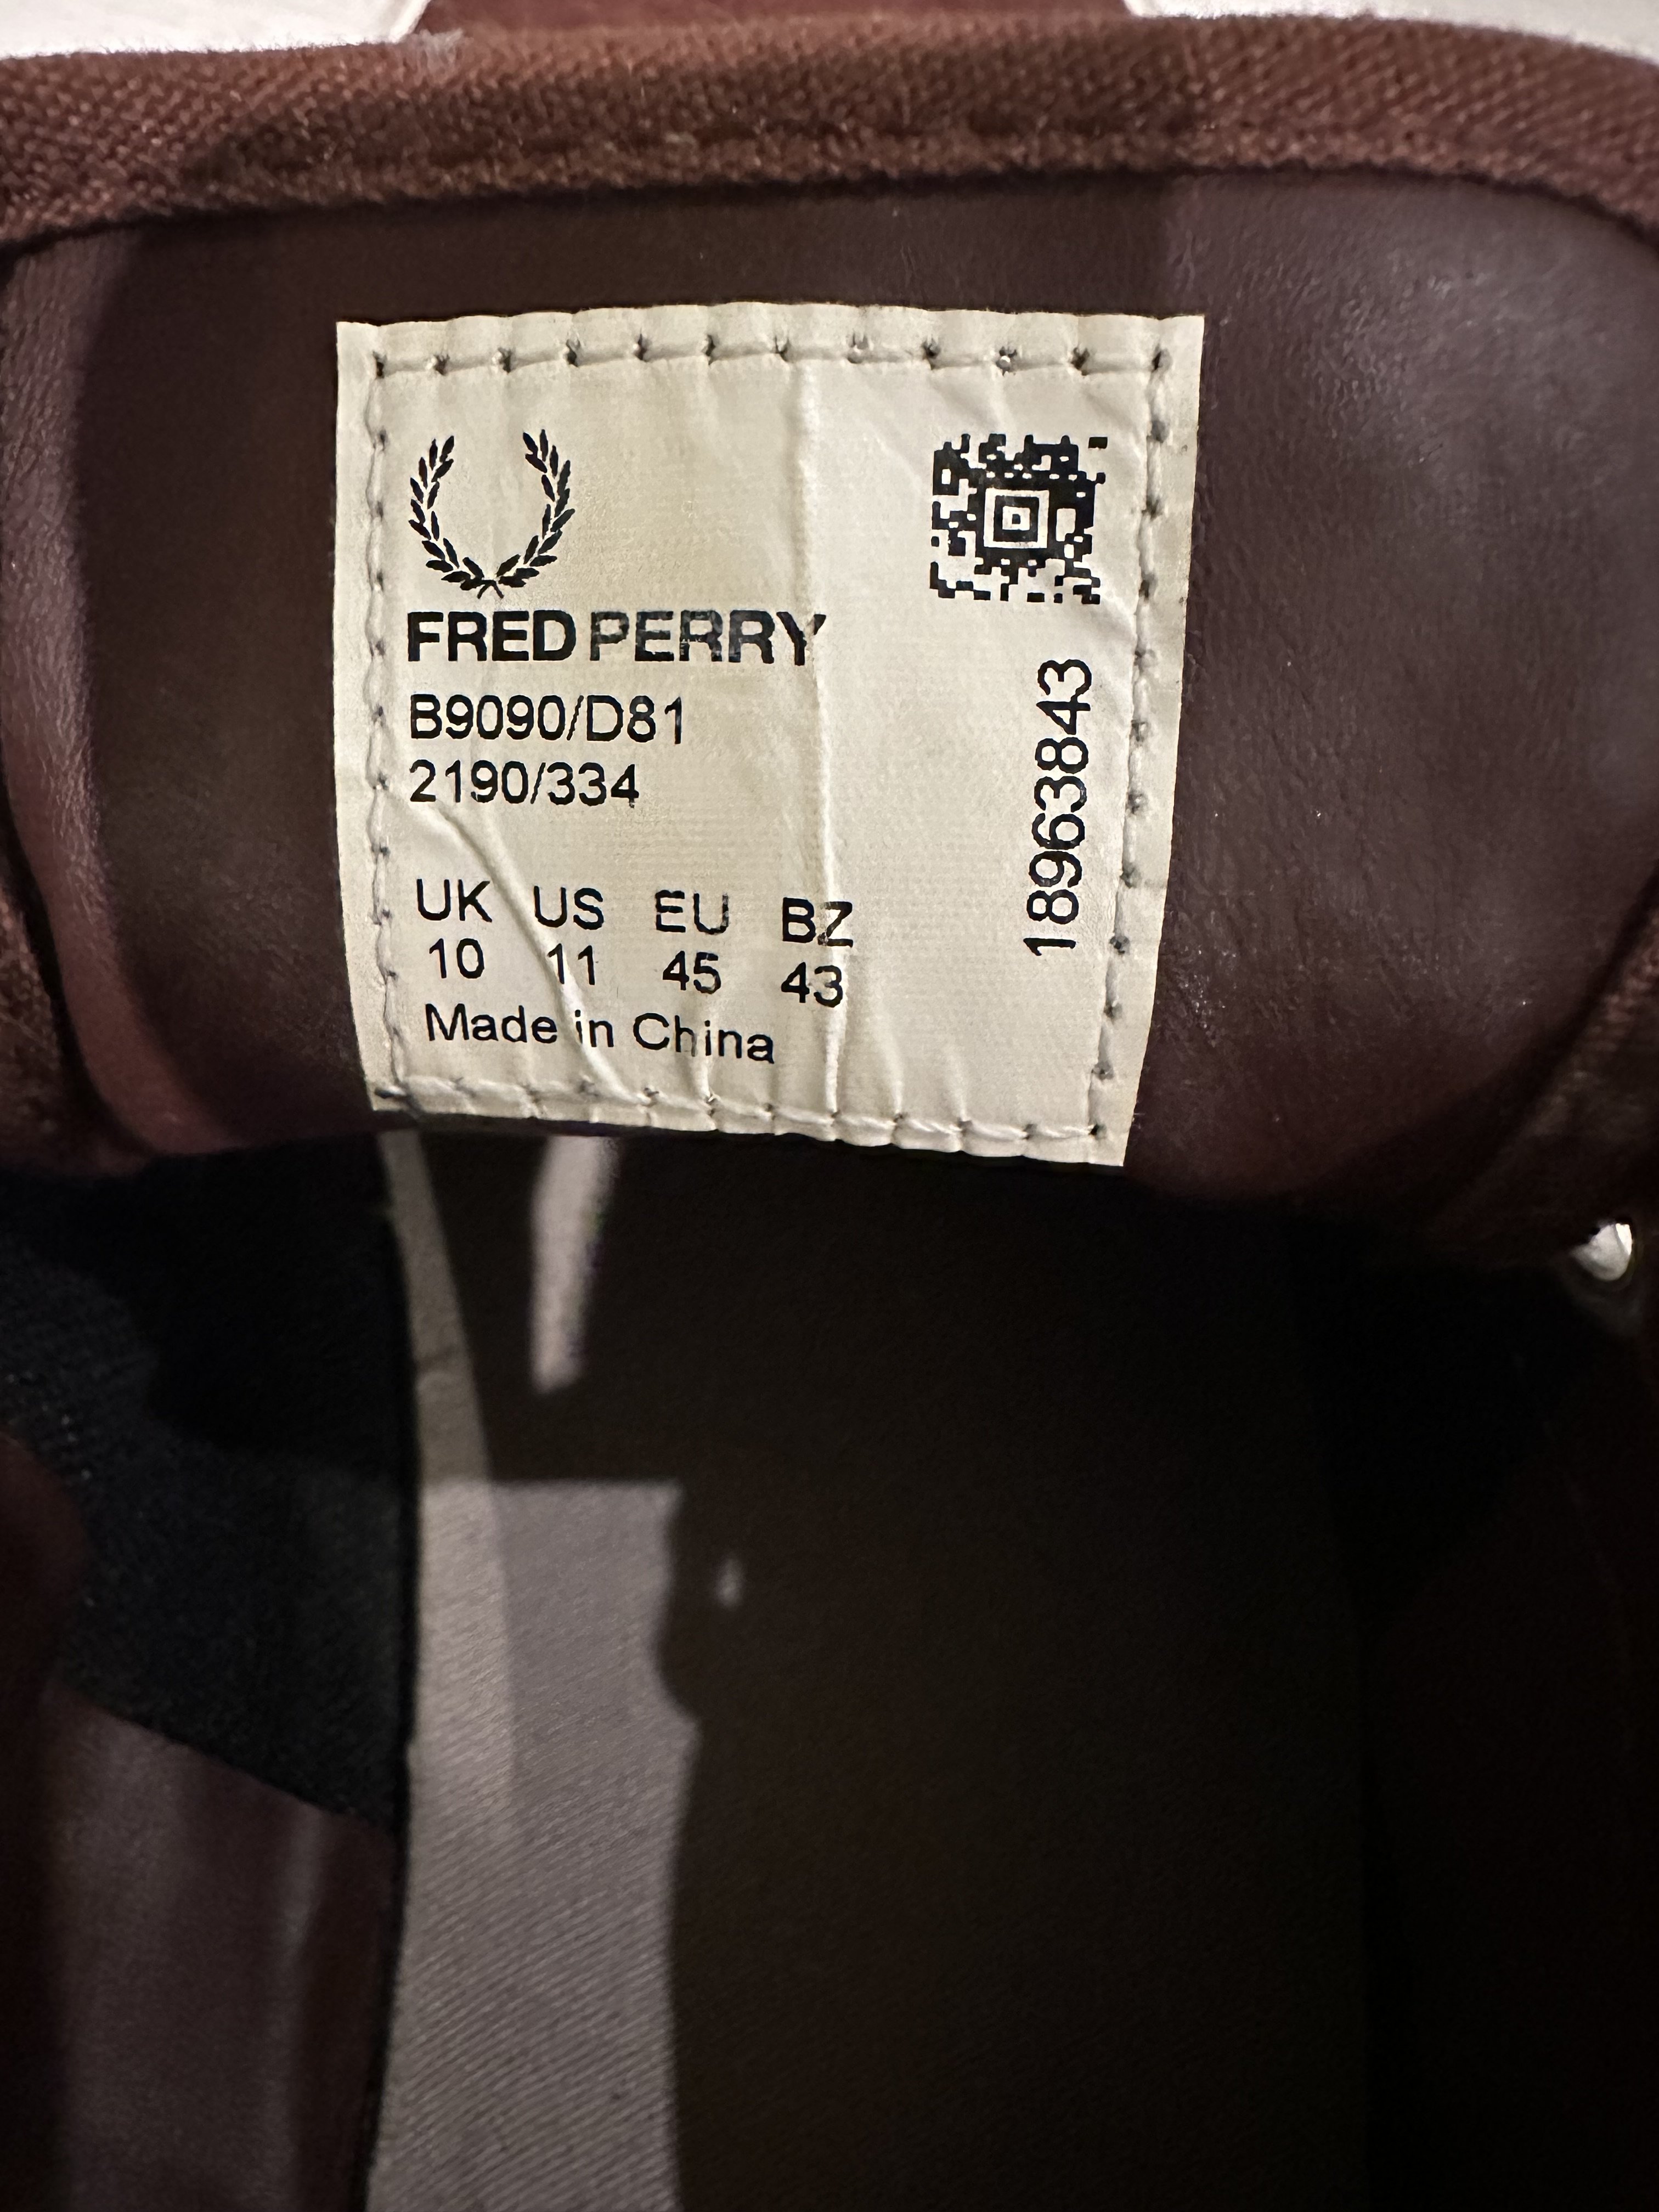 FRED PERRY
B9090/D81
2190/334
UK US EU BZ
10 11 45 43
Made in China
18963843